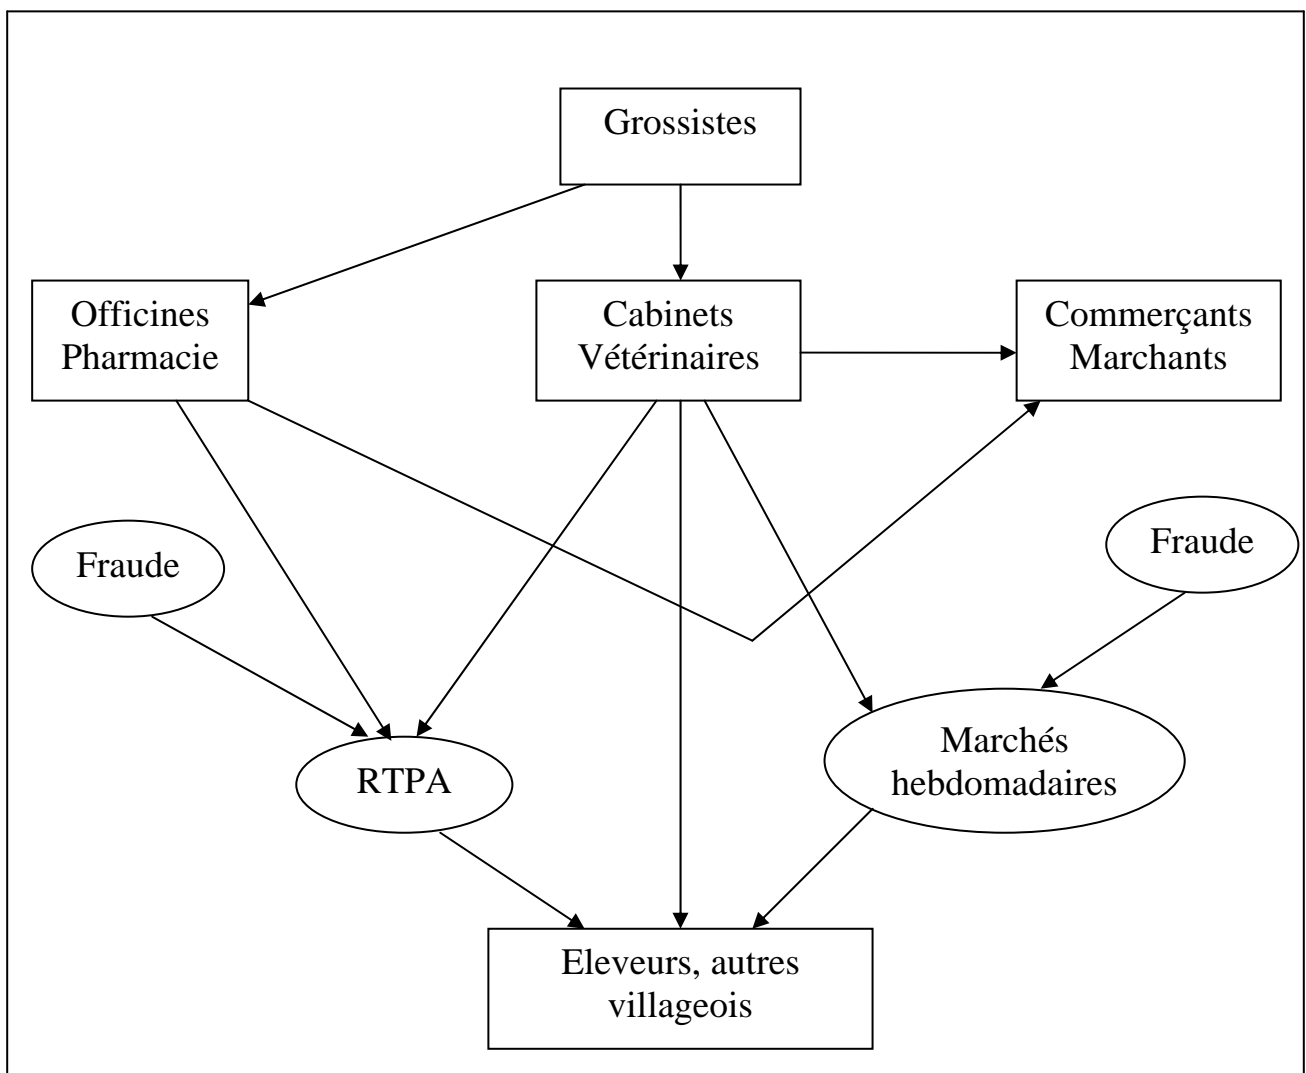 Grossistes
Officines
Pharmacie
Cabinets
Vétérinaires
Commerçants
Marchants
Fraude
Fraude
RTPA
Marchés
hebdomadaires
Eleveurs, autres
villageois